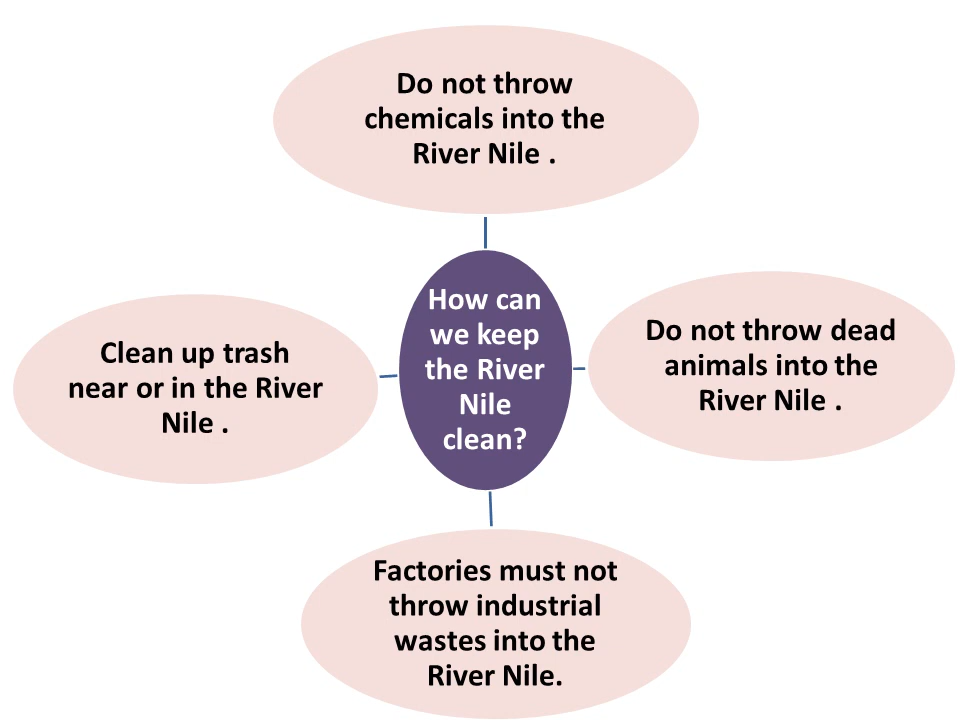 Do not throw
chemicals into the
River Nile .
How can
we keep
the River
Nile
clean?
Do not throw dead
animals into the
River Nile .
Clean up trash
near or in the River
Nile .
Factories must not
throw industrial
wastes into the
River Nile.